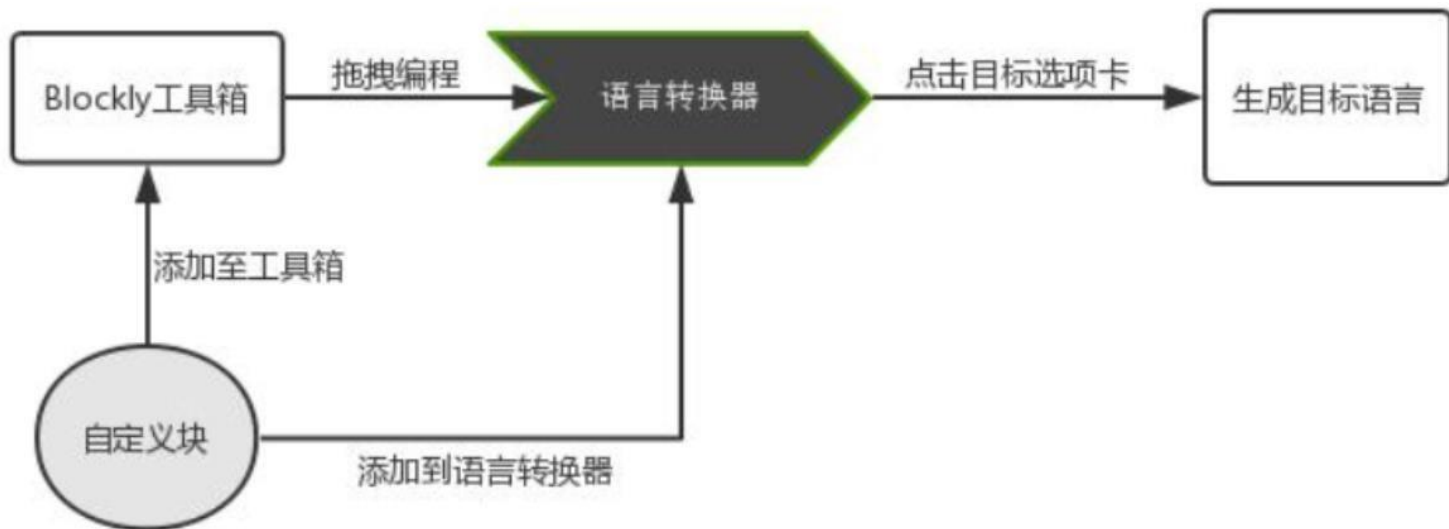 Blockly工具箱
拖拽编程
语言转换器
点击目标选项卡
生成目标语言
添加至工具箱
自定义块
添加到语言转换器